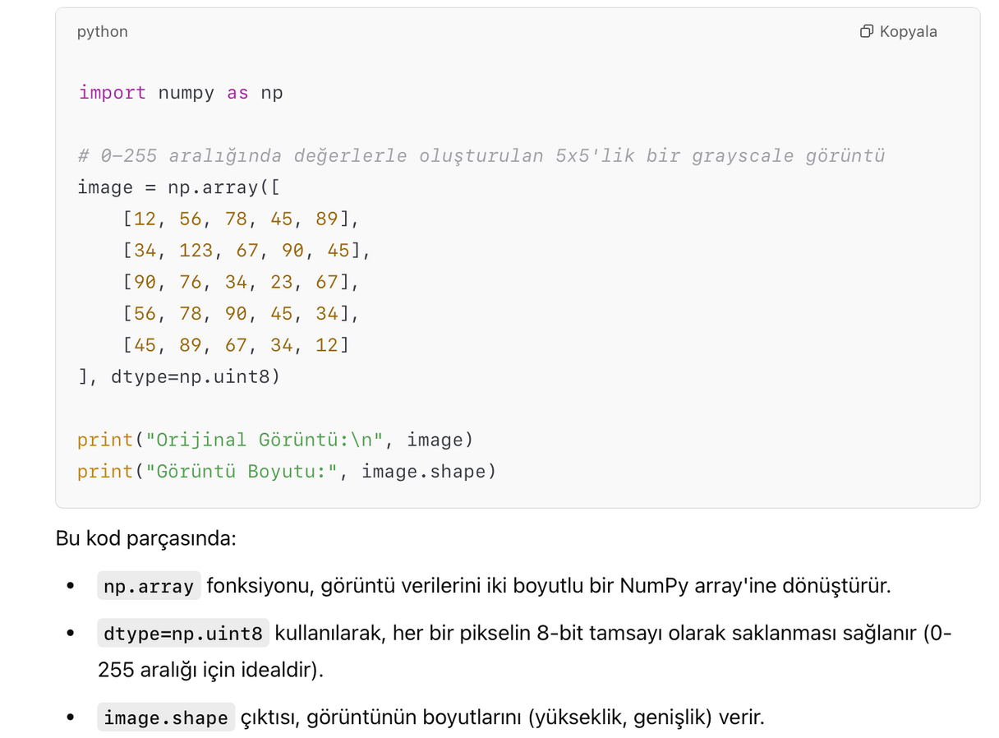 python
Kopyala
import numpy as np
# 0–255 aralığında değerlerle oluşturulan 5x5'lik bir grayscale görüntü
image = np.array([
    [12, 56, 78, 45, 89],
    [34, 123, 67, 90, 45],
    [90, 76, 34, 23, 67],
    [56, 78, 90, 45, 34],
    [45, 89, 67, 34, 12]
], dtype=np.uint8)
print("Orijinal Görüntü:\n", image)
print("Görüntü Boyutu:", image.shape)
Bu kod parçasında:
• np.array fonksiyonu, görüntü verilerini iki boyutlu bir NumPy array'ine dönüştürür.
• dtype=np.uint8 kullanılarak, her bir pikselin 8-bit tamsayı olarak saklanması sağlanır (0-
255 aralığı için idealdir).
• image.shape çıktısı, görüntünün boyutlarını (yükseklik, genişlik) verir.